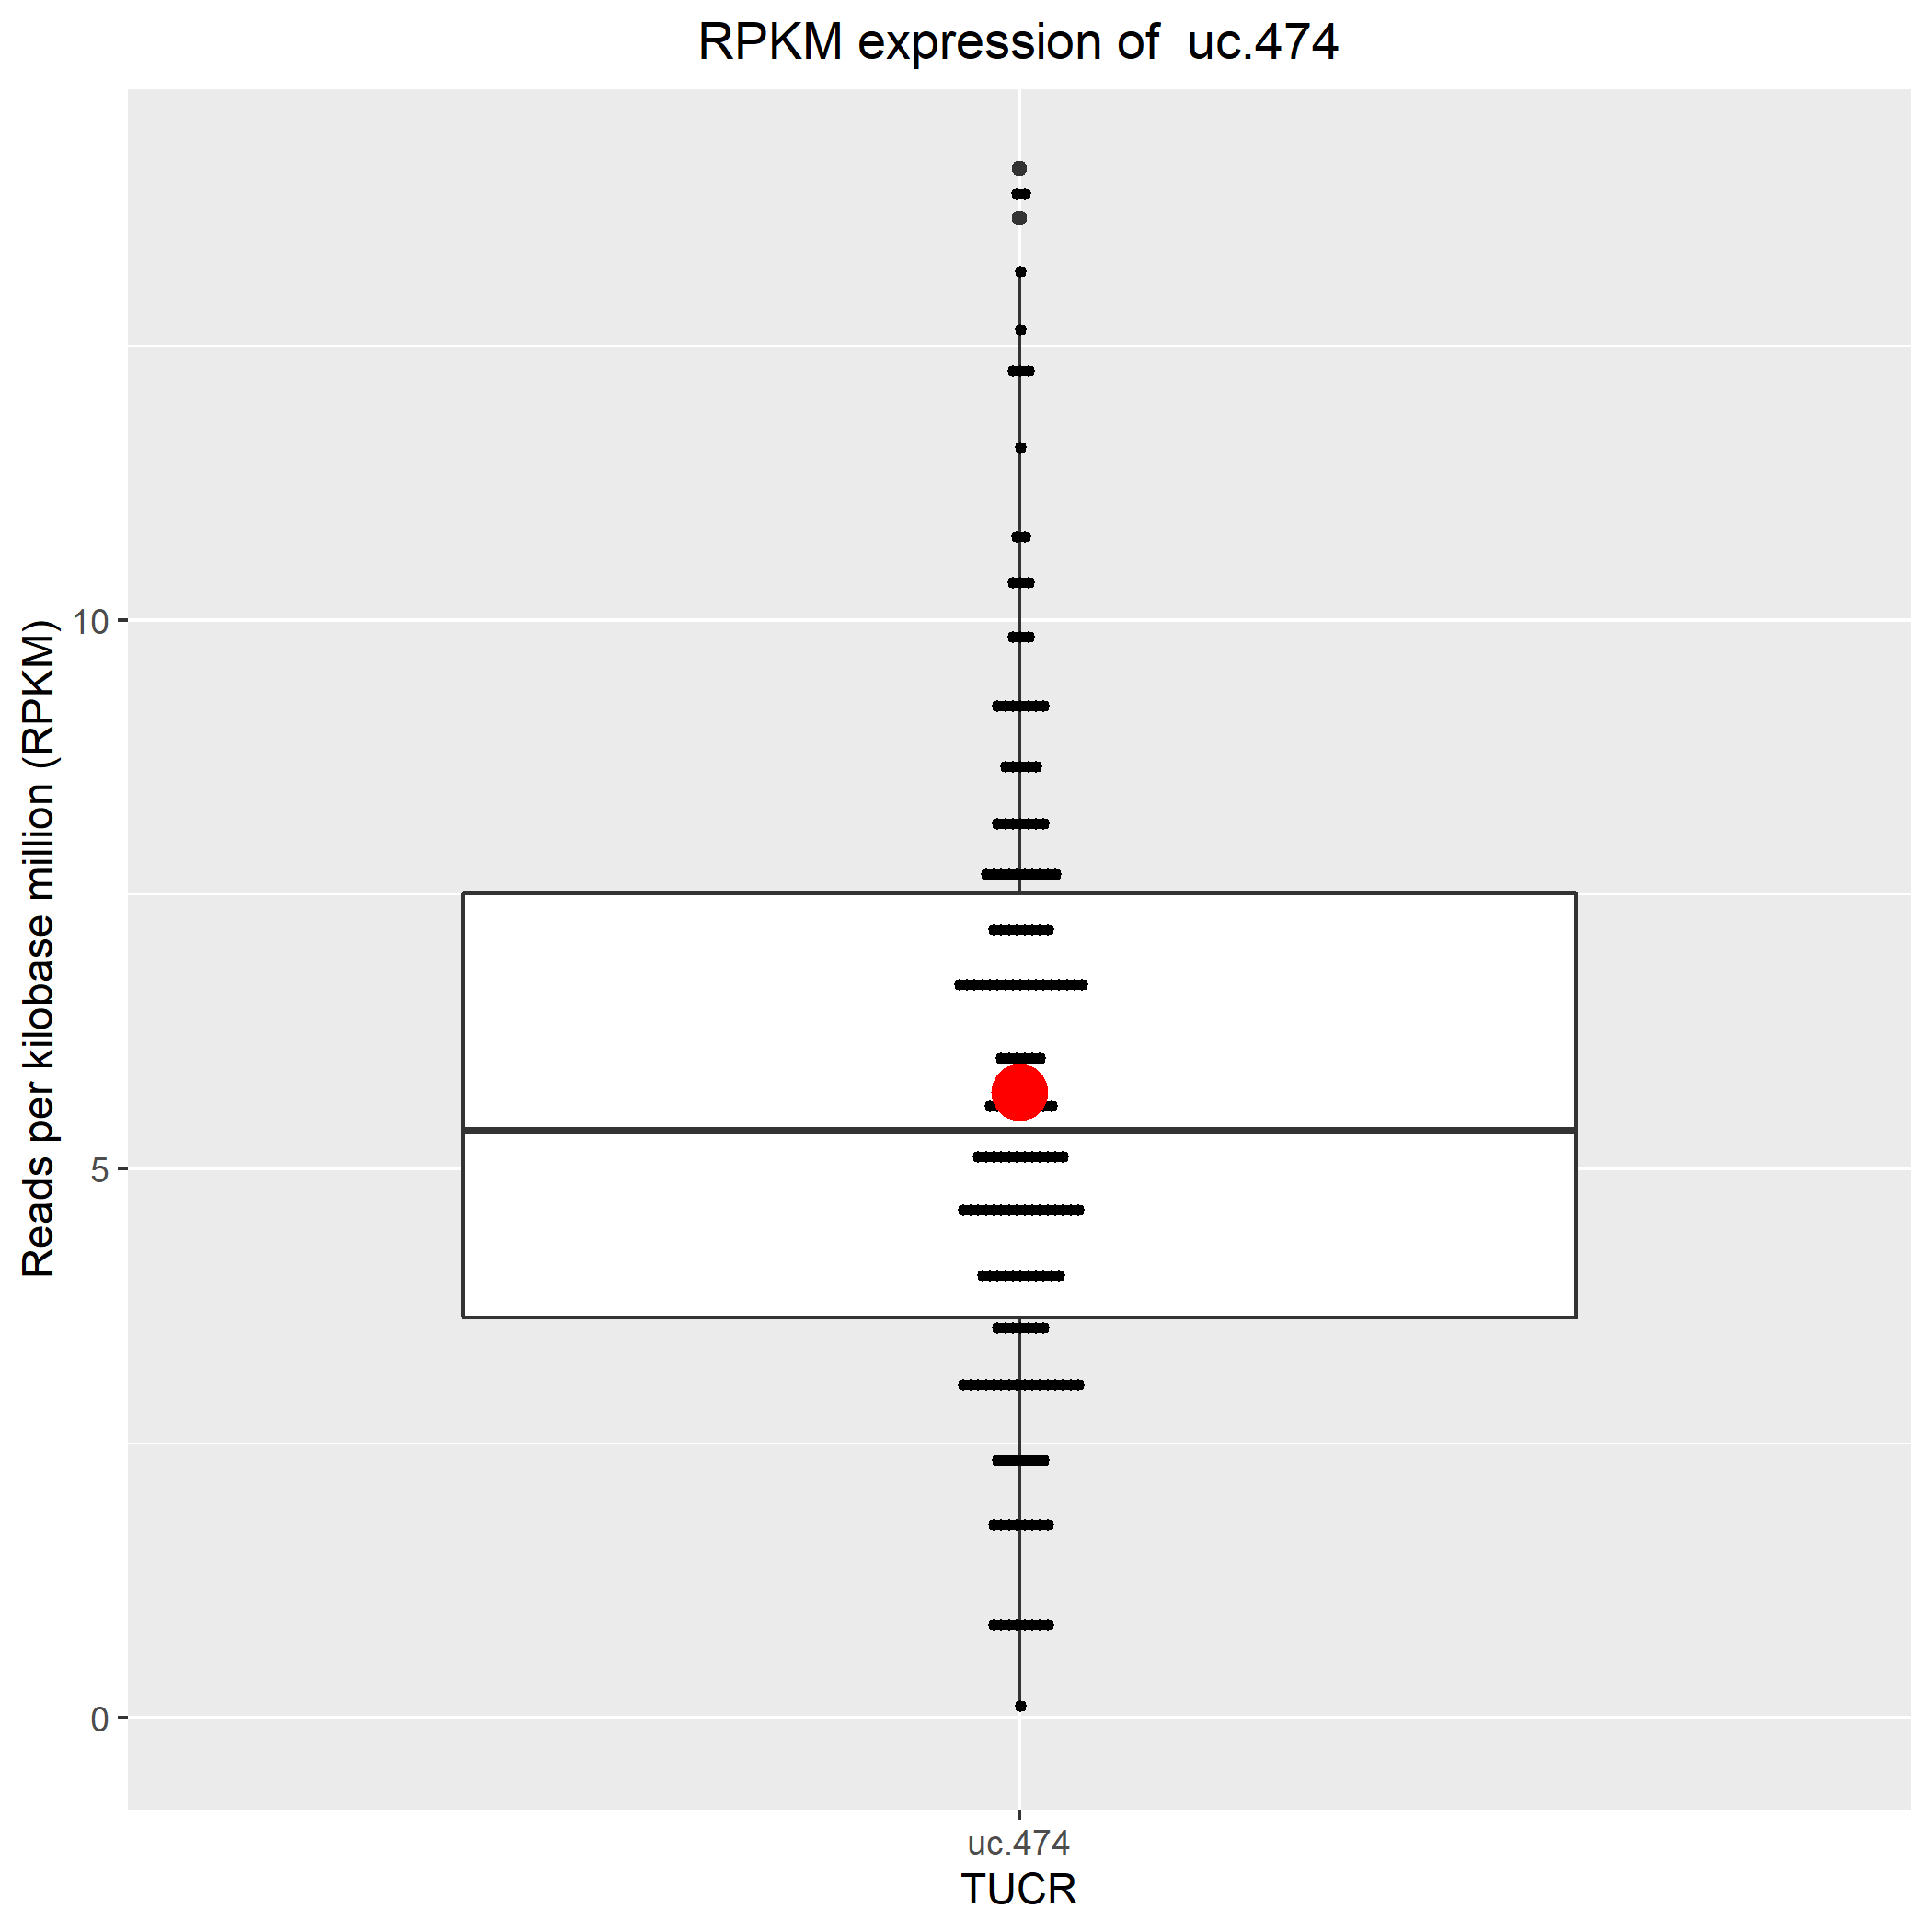 RPKM expression of  uc.474
Reads per kilobase million (RPKM)
10
5
0
uc.474
TUCR